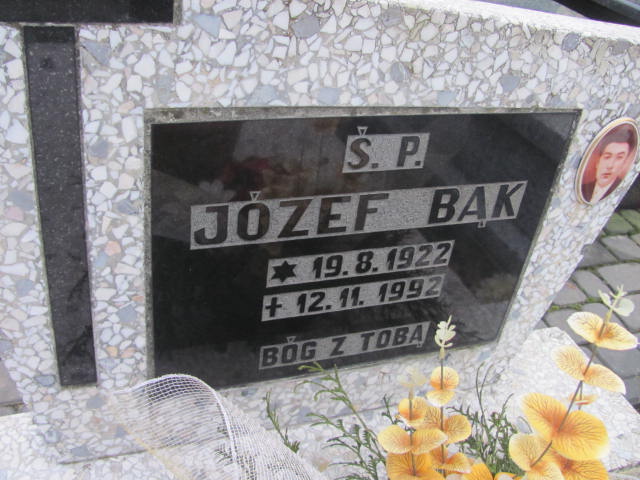 Ś. P.
JÓZEF BĄK
★ 19.8.1922
+ 12.11.1992
BÓG Z TOBĄ